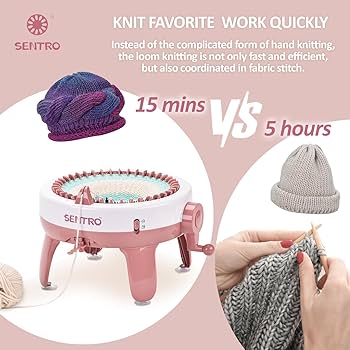 SENTRO
KNIT FAVORITE WORK QUICKLY
Instead of the complicated form of hand knitting,
the loom knitting is not only fast and efficient,
but also coordinated in fabric stitch.
15 mins
VS
5 hours
SENTRO